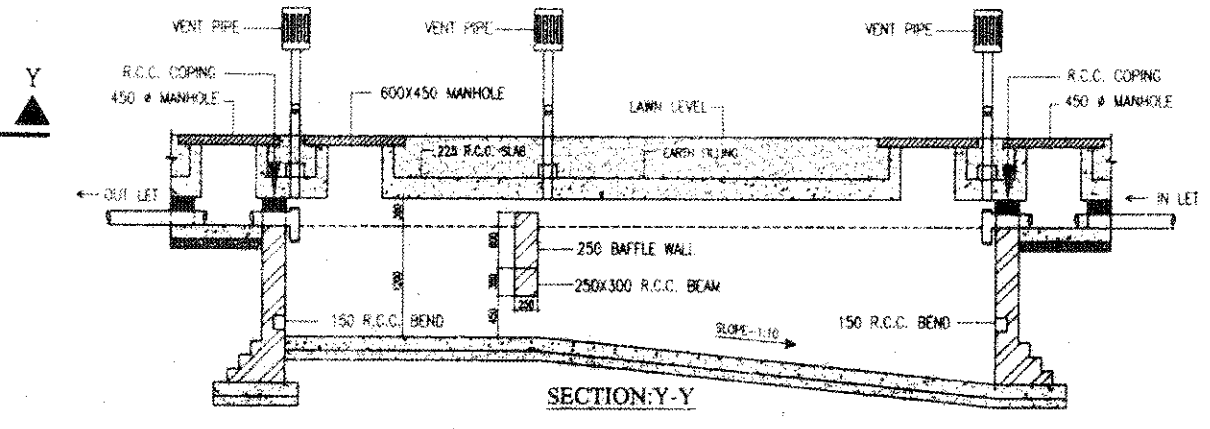 VENT PIPE
VENT PIPE
VENT PIPE
Y
R.C.C. COPING
R.C.C. COPING
450 ø MANHOLE
600X450 MANHOLE
LAWN LEVEL
450 ø MANHOLE
225 R.C.C. SLAB
EARTH FILLING
OUT LET
IN LET
300
600
250 BAFFLE WALL
1200
300
250X300 R.C.C. BEAM
250
450
150 R.C.C. BEND
SLOPE-1:10
150 R.C.C. BEND
SECTION:Y-Y